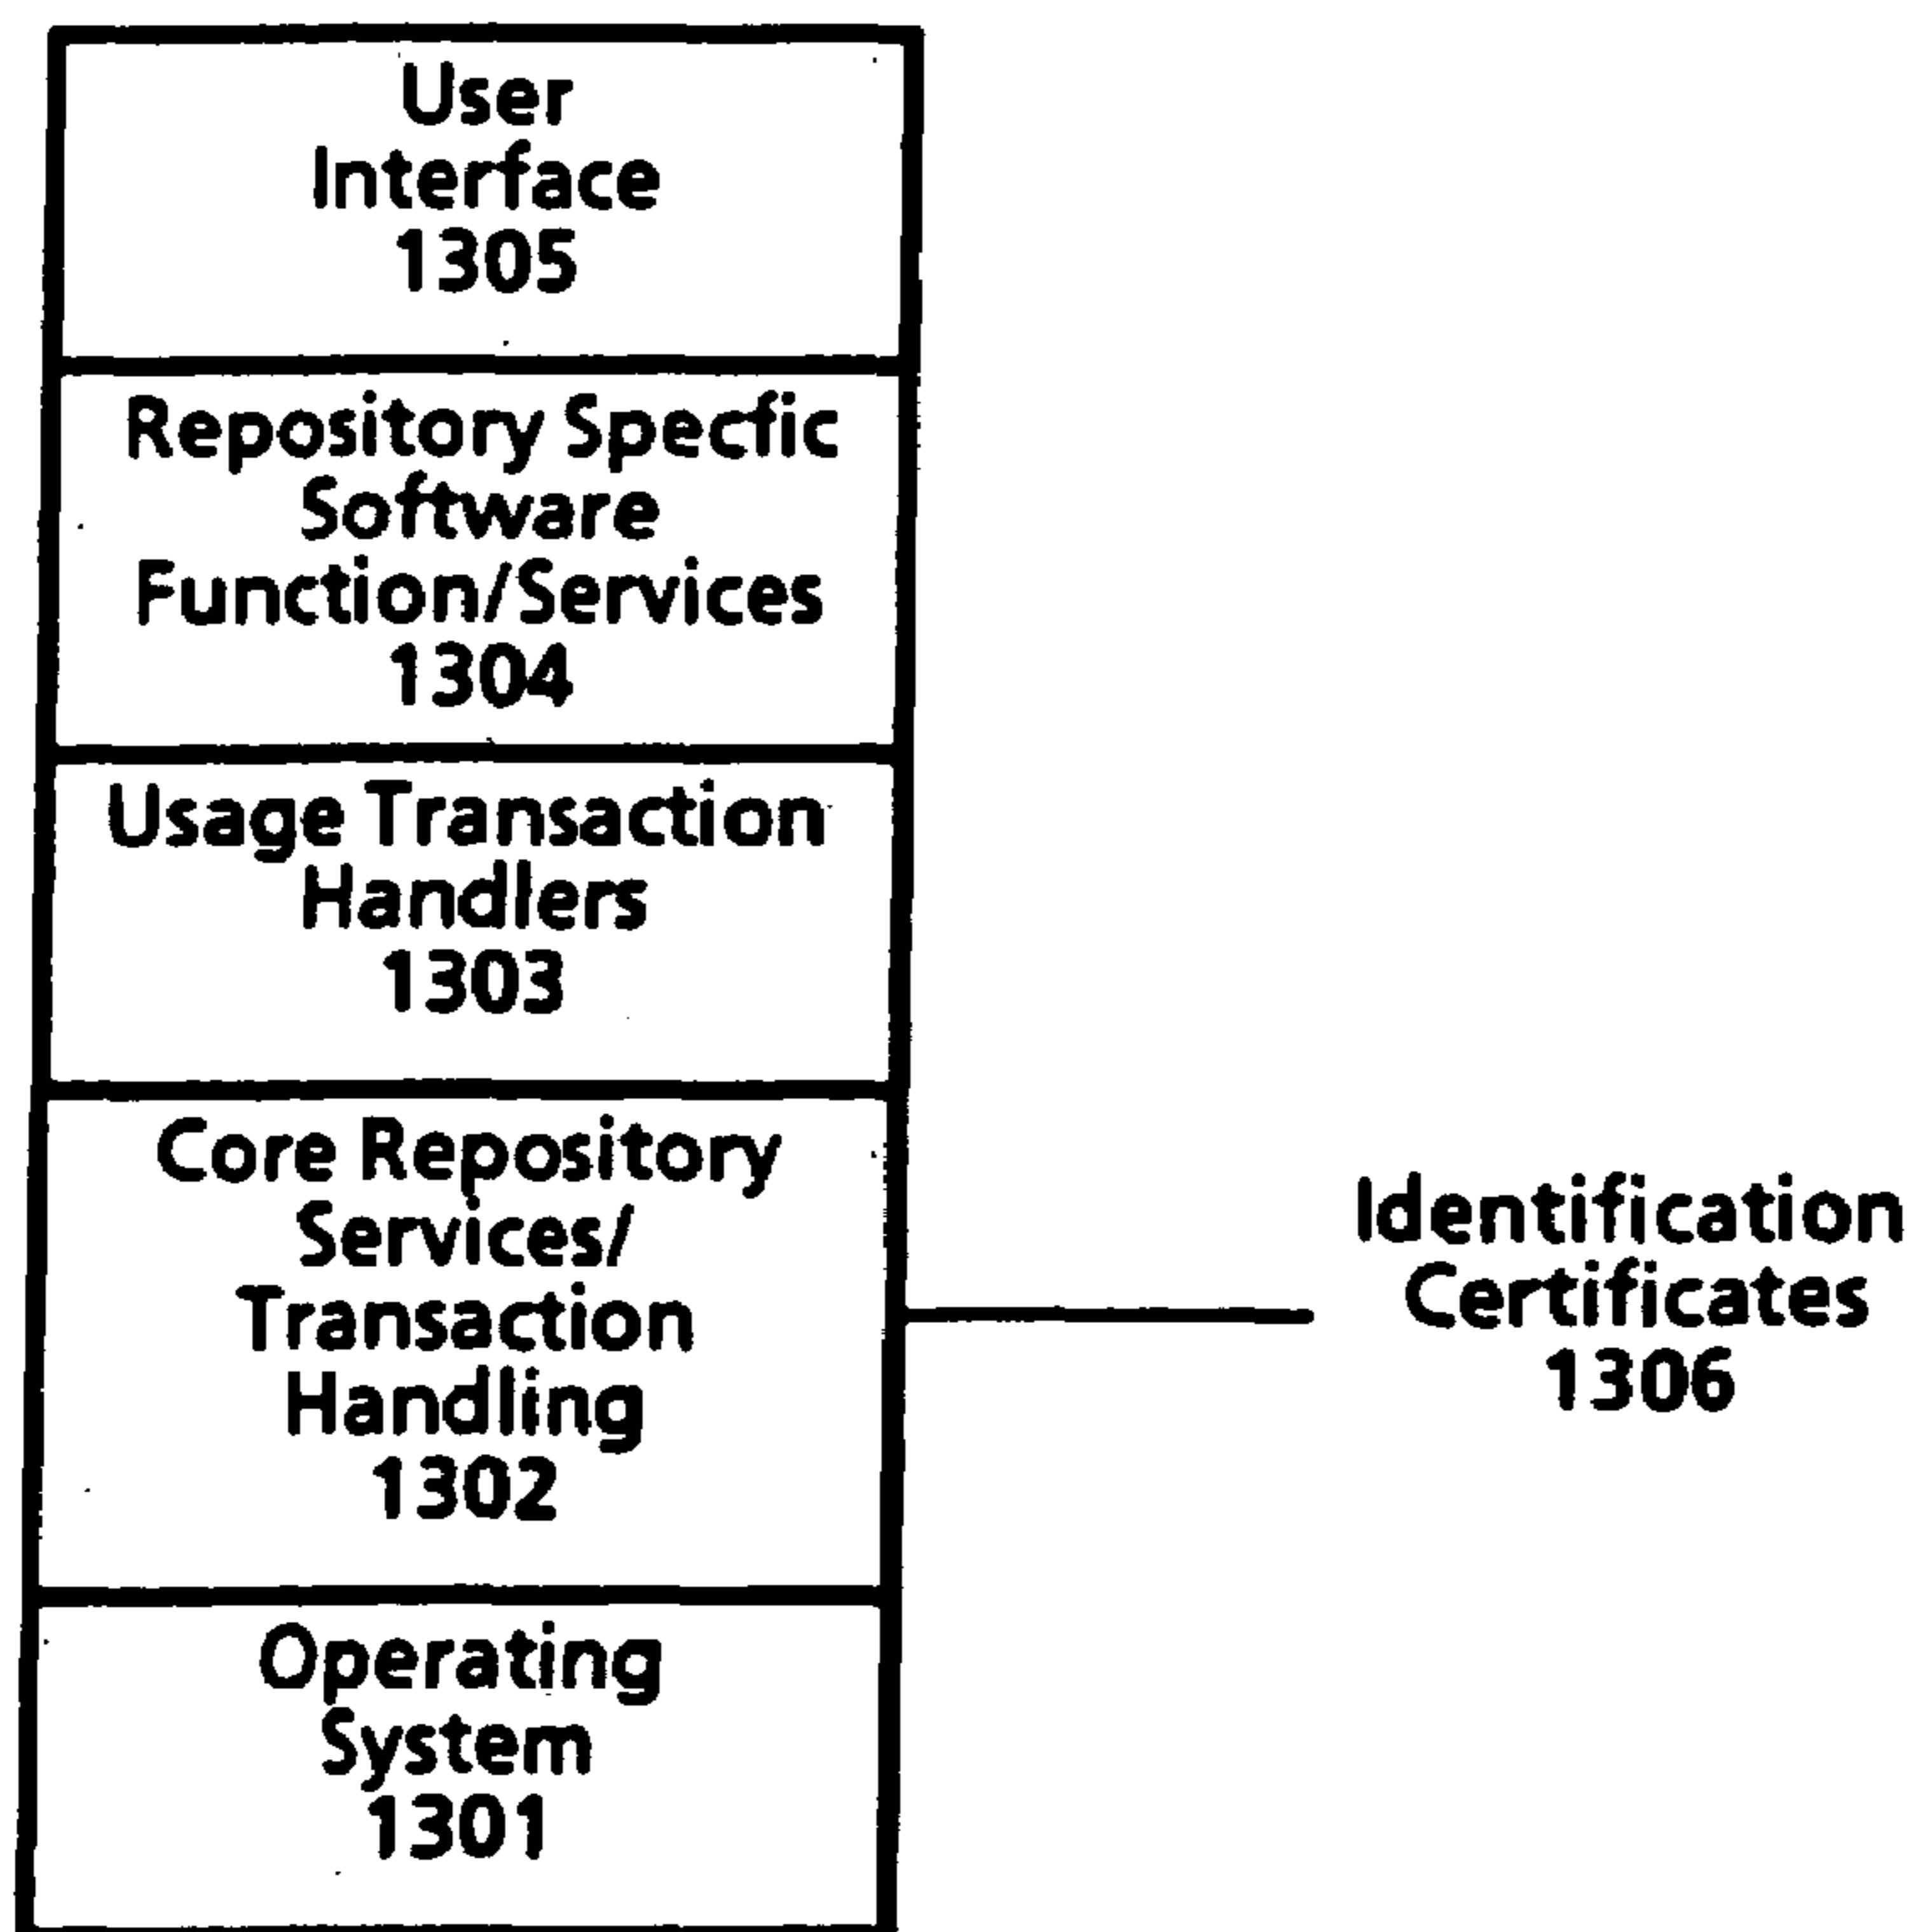 User
Interface
1305
Repository Specfic
Software
Function/Services
1304
Usage Transaction
Handlers
1303
Core Repository
Services/
Transaction
Handling
1302
Identification
Certificates
1306
Operating
System
1301